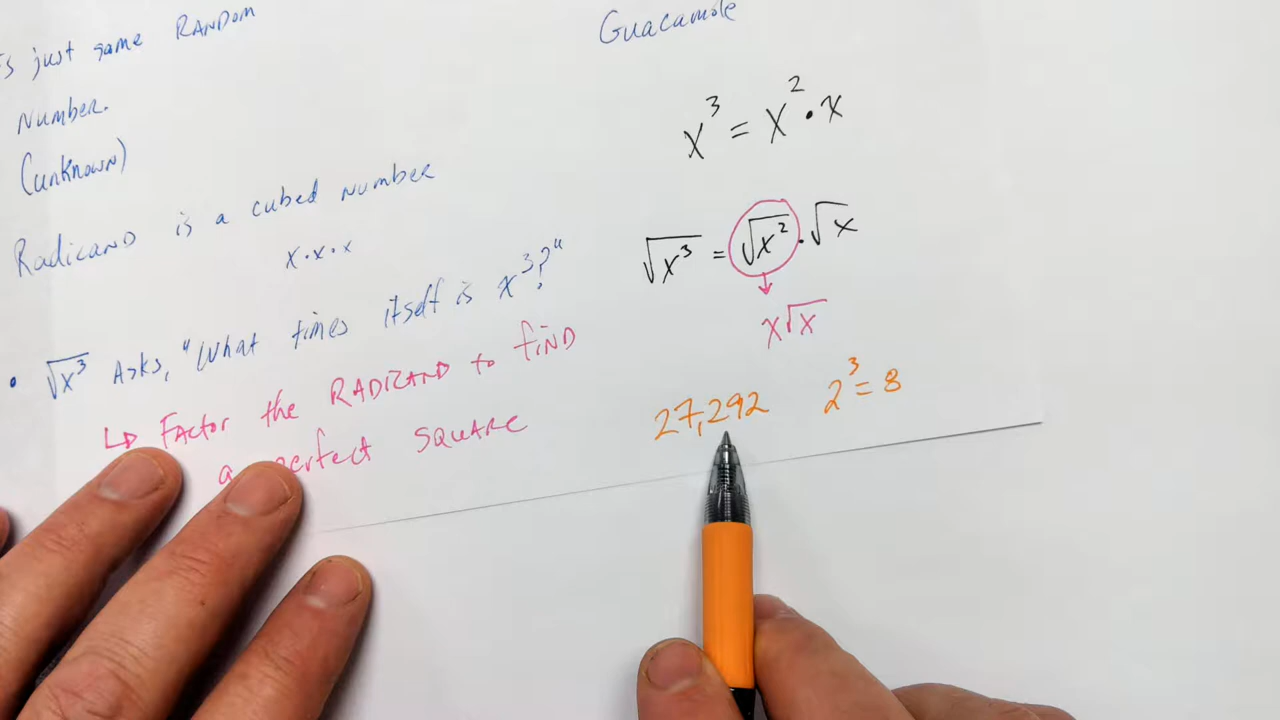 's just some RANDOM
Number.
(unknown)
Radicand is a cubed number
x·x·x
• √x³ Asks, "What times itself is x³?"
↳ Factor the RADICAND to find
a perfect square
Guacamole
x³ = x² · x
√x³ = √x² · √x
x√x
27,292 2³ = 8